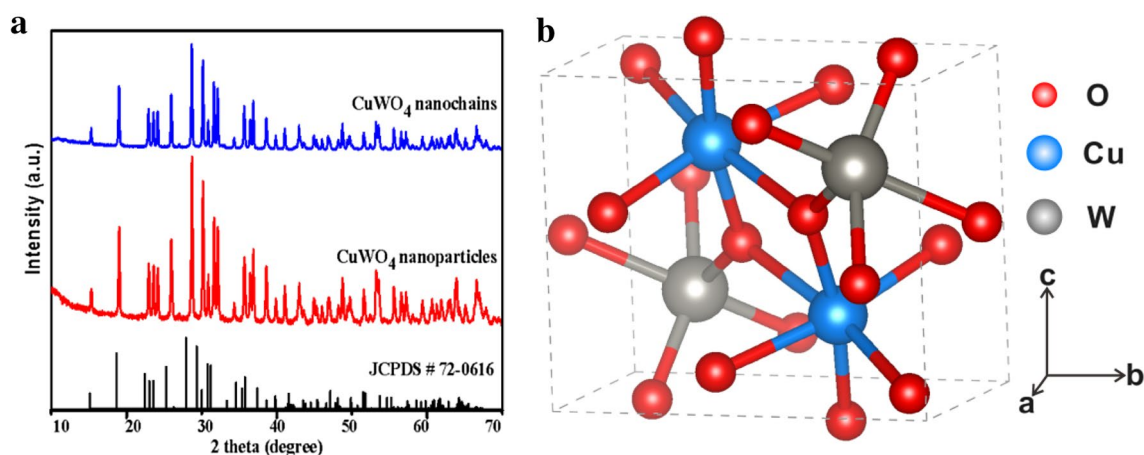 a
Intensity (a.u.)
CuWO₄ nanochains
CuWO₄ nanoparticles
JCPDS # 72-0616
10 20 30 40 50 60 70
2 theta (degree)
b
O
Cu
W
c
b
a